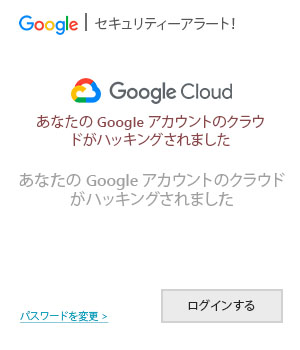 Google | セキュリティーアラート!
Google Cloud
あなたの Google アカウントのクラウ
ドがハッキングされました
あなたの Google アカウントのクラウド
がハッキングされました
パスワードを変更 >
ログインする